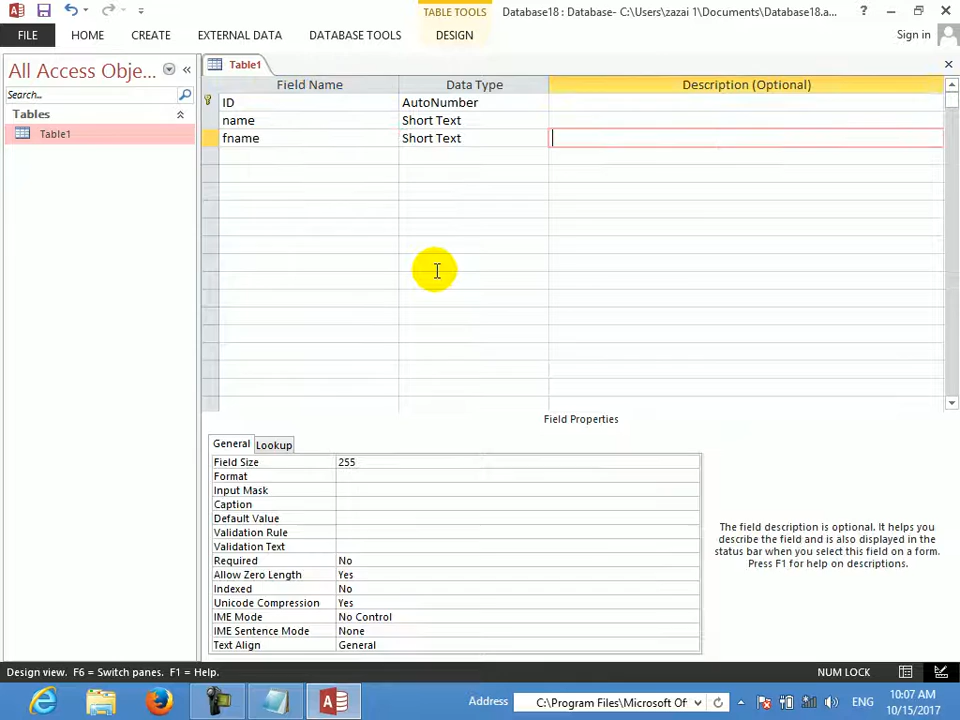 TABLE TOOLS
Database18 : Database- C:\Users\zazai 1\Documents\Database18.a...
?
FILE
HOME
CREATE
EXTERNAL DATA
DATABASE TOOLS
DESIGN
Sign in
All Access Obje...
Search...
Tables
Table1
Table1
Field Name
Data Type
Description (Optional)
ID
AutoNumber
name
Short Text
fname
Short Text
Field Properties
General
Lookup
Field Size
255
Format
Input Mask
Caption
Default Value
Validation Rule
Validation Text
Required
No
Allow Zero Length
Yes
Indexed
No
Unicode Compression
Yes
IME Mode
No Control
IME Sentence Mode
None
Text Align
General
The field description is optional. It helps you
describe the field and is also displayed in the
status bar when you select this field on a form.
Press F1 for help on descriptions.
Design view. F6 = Switch panes. F1 = Help.
NUM LOCK
Address
C:\Program Files\Microsoft Of
ENG
10:07 AM
10/15/2017